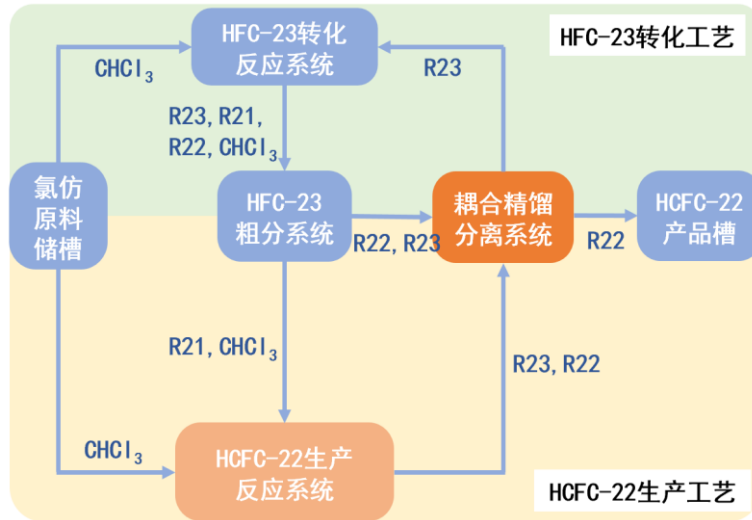 HFC-23转化
反应系统
HFC-23转化工艺
CHCl₃
R23
R23, R21,
R22, CHCl₃
氯仿
原料
储槽
HFC-23
粗分系统
耦合精馏
分离系统
HCFC-22
产品槽
R22, R23
R22
R21, CHCl₃
R23, R22
CHCl₃
HCFC-22生产
反应系统
HCFC-22生产工艺